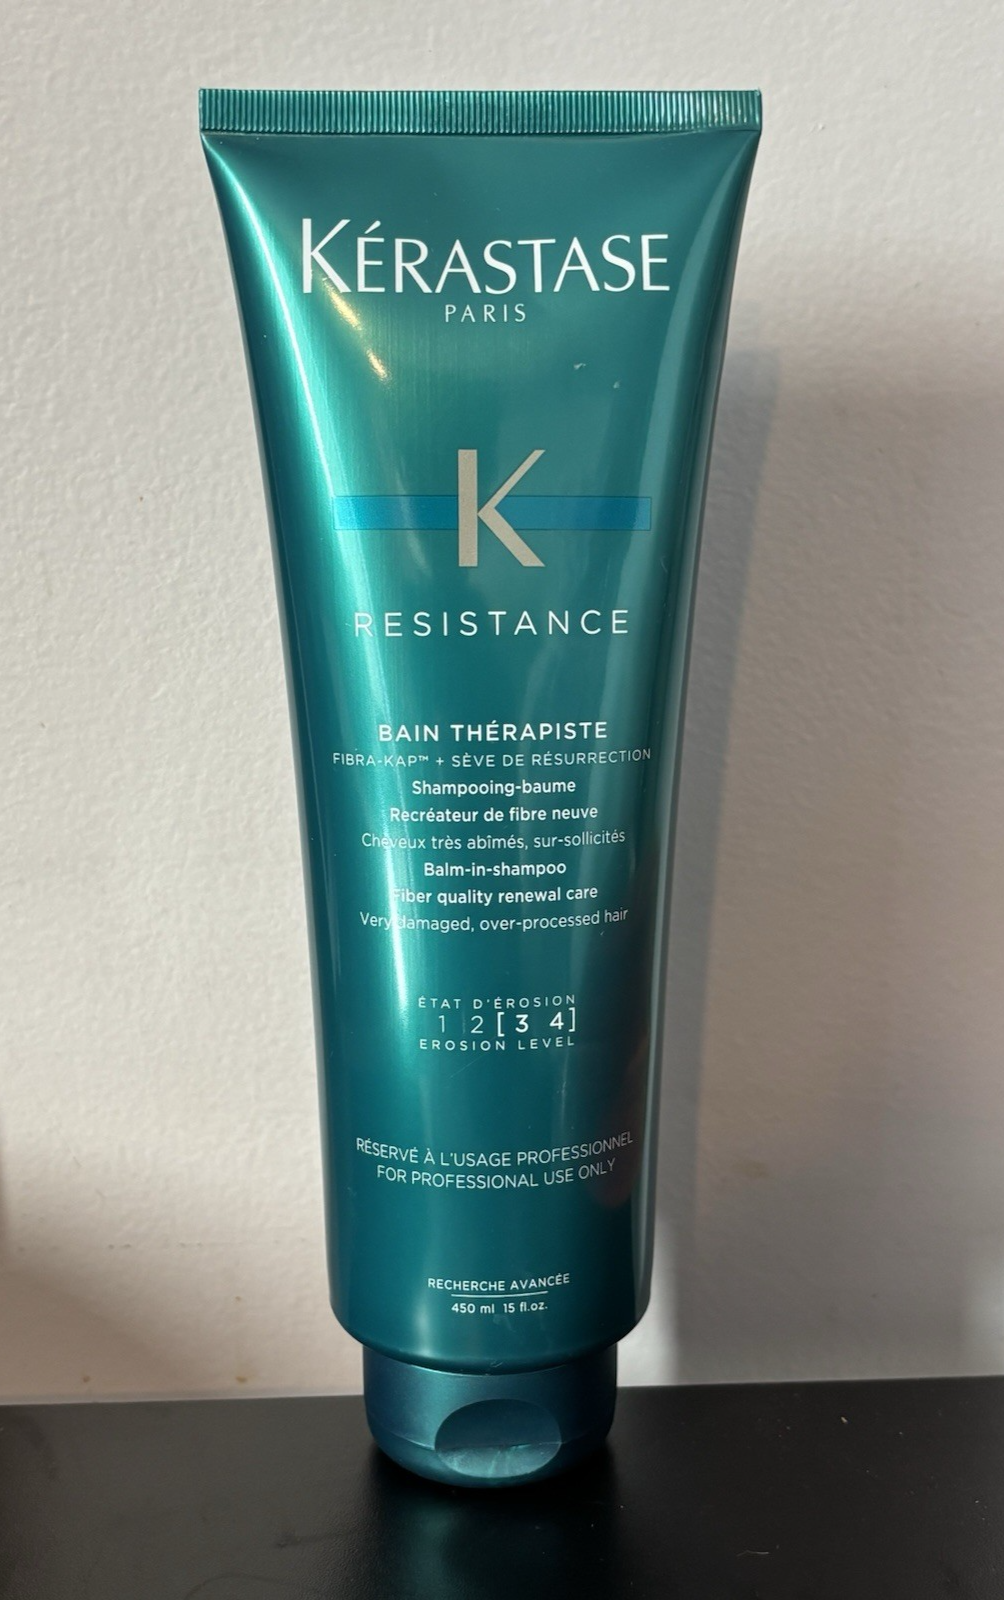 KÉRASTASE
PARIS
K
RESISTANCE
BAIN THÉRAPISTE
FIBRA-KAP™ + SÈVE DE RÉSURRECTION
Shampooing-baume
Recréateur de fibre neuve
Cheveux très abîmés, sur-sollicités
Balm-in-shampoo
Fiber quality renewal care
Very damaged, over-processed hair
ÉTAT D'ÉROSION
1 2 [3 4]
EROSION LEVEL
RÉSERVÉ À L'USAGE PROFESSIONNEL
FOR PROFESSIONAL USE ONLY
RECHERCHE AVANCÉE
450 ml 15 fl.oz.